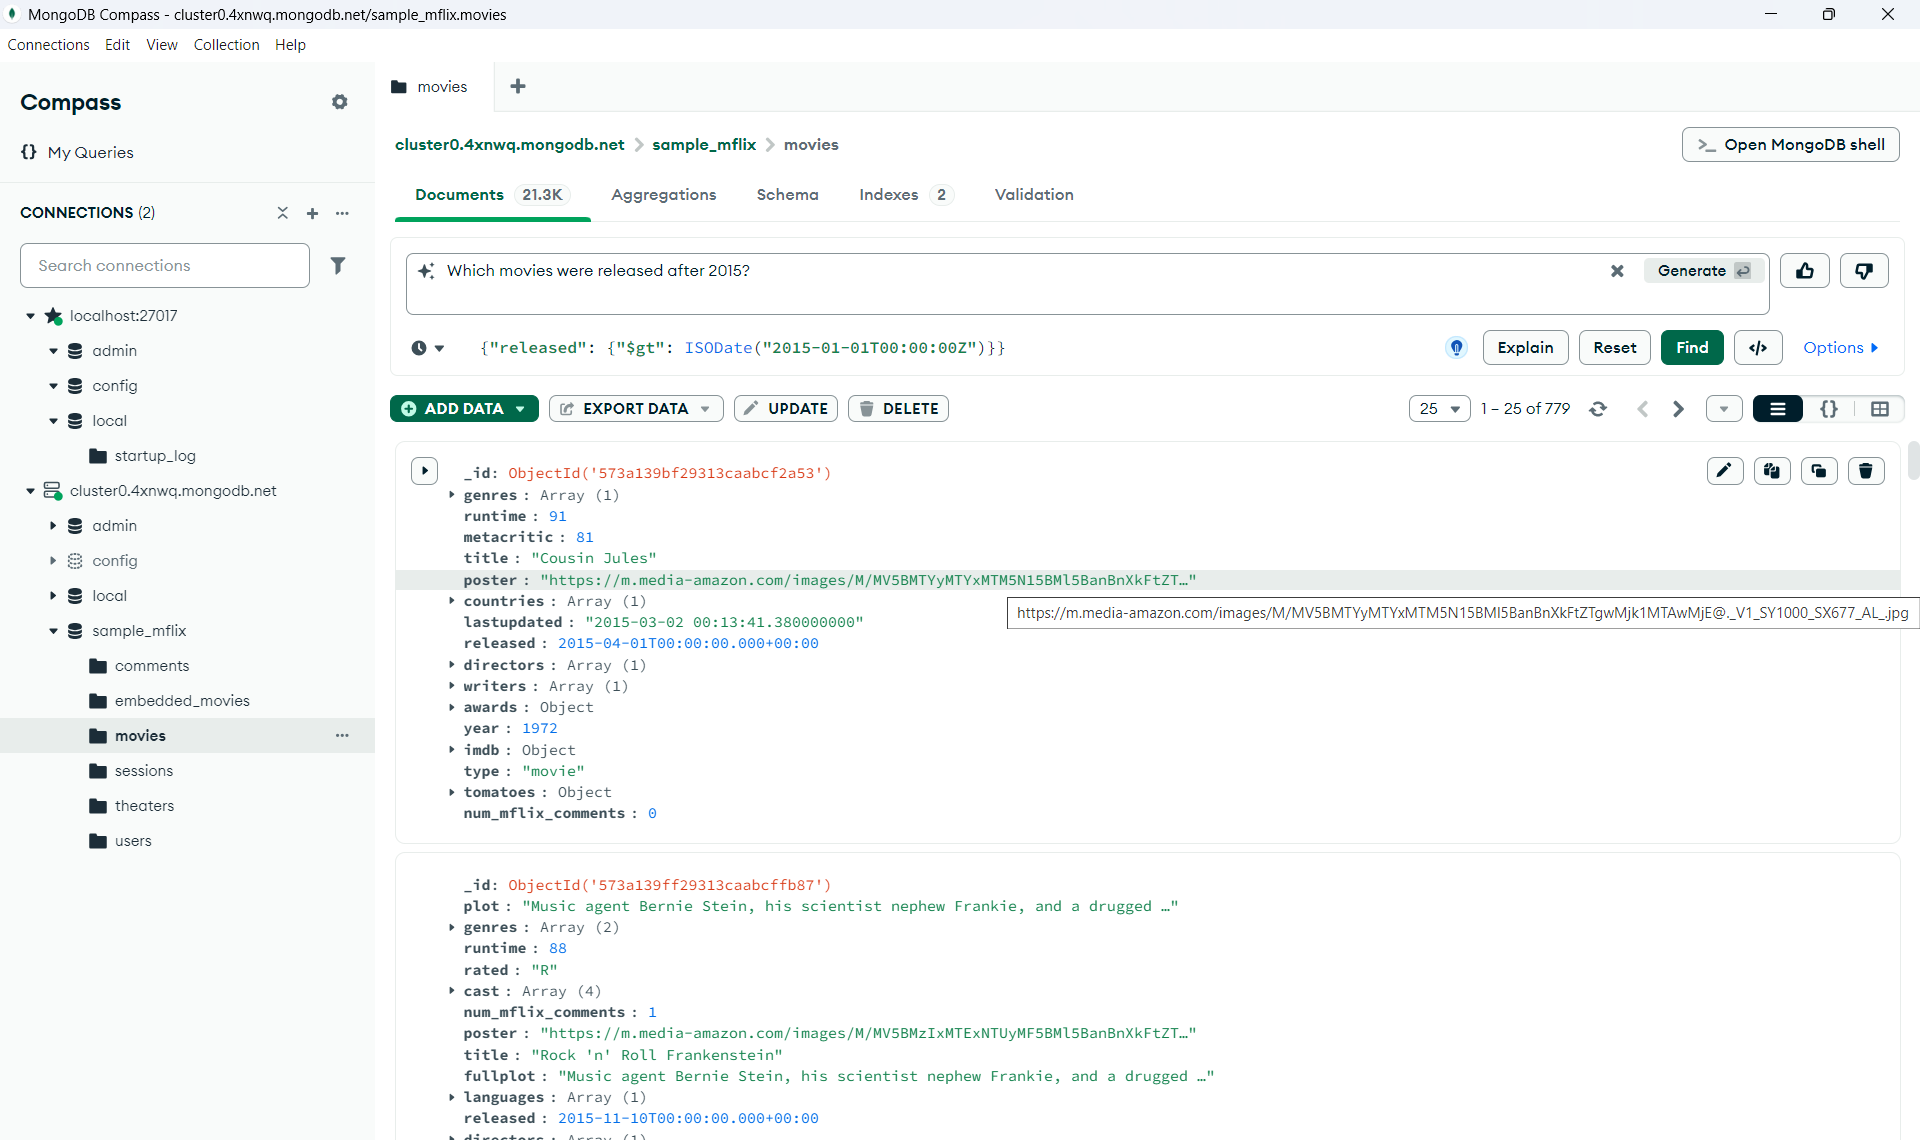 MongoDB Compass - cluster0.4xnwq.mongodb.net/sample_mflix.movies
Connections Edit View Collection Help
Compass
My Queries
CONNECTIONS (2)
Search connections
localhost:27017
admin
config
local
startup_log
cluster0.4xnwq.mongodb.net
admin
config
local
sample_mflix
comments
embedded_movies
movies
sessions
theaters
users
movies
cluster0.4xnwq.mongodb.net > sample_mflix > movies
>_ Open MongoDB shell
Documents 21.3K Aggregations Schema Indexes 2 Validation
Which movies were released after 2015?
Generate
{"released": {"$gt": ISODate("2015-01-01T00:00:00Z")}}
Explain Reset Find </> Options
ADD DATA EXPORT DATA UPDATE DELETE
25 1 – 25 of 779 {}
_id: ObjectId('573a139bf29313caabcf2a53')
genres : Array (1)
runtime : 91
metacritic : 81
title : "Cousin Jules"
poster : "https://m.media-amazon.com/images/M/MV5BMTYyMTYxMTM5N15BMl5BanBnXkFtZT…"
countries : Array (1)
https://m.media-amazon.com/images/M/MV5BMTYyMTYxMTM5N15BMl5BanBnXkFtZTgwMjk1MTAwMjE@._V1_SY1000_SX677_AL_.jpg
lastupdated : "2015-03-02 00:13:41.380000000"
released : 2015-04-01T00:00:00.000+00:00
directors : Array (1)
writers : Array (1)
awards : Object
year : 1972
imdb : Object
type : "movie"
tomatoes : Object
num_mflix_comments : 0
_id: ObjectId('573a139ff29313caabcffb87')
plot : "Music agent Bernie Stein, his scientist nephew Frankie, and a drugged …"
genres : Array (2)
runtime : 88
rated : "R"
cast : Array (4)
num_mflix_comments : 1
poster : "https://m.media-amazon.com/images/M/MV5BMzIxMTExNTUyMF5BMl5BanBnXkFtZT…"
title : "Rock 'n' Roll Frankenstein"
fullplot : "Music agent Bernie Stein, his scientist nephew Frankie, and a drugged …"
languages : Array (1)
released : 2015-11-10T00:00:00.000+00:00
directors : Array (1)